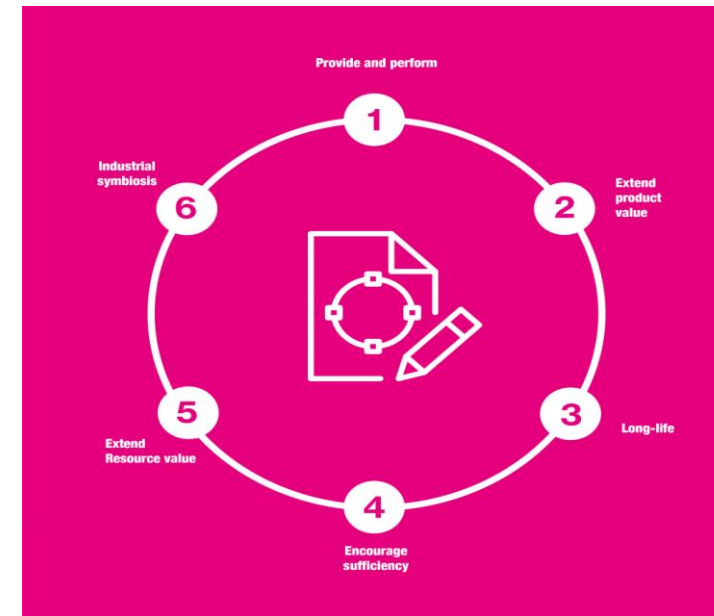 Provide and perform
1
Extend
product
value
2
Long-life
3
Encourage
sufficiency
4
Extend
Resource value
5
Industrial
symbiosis
6